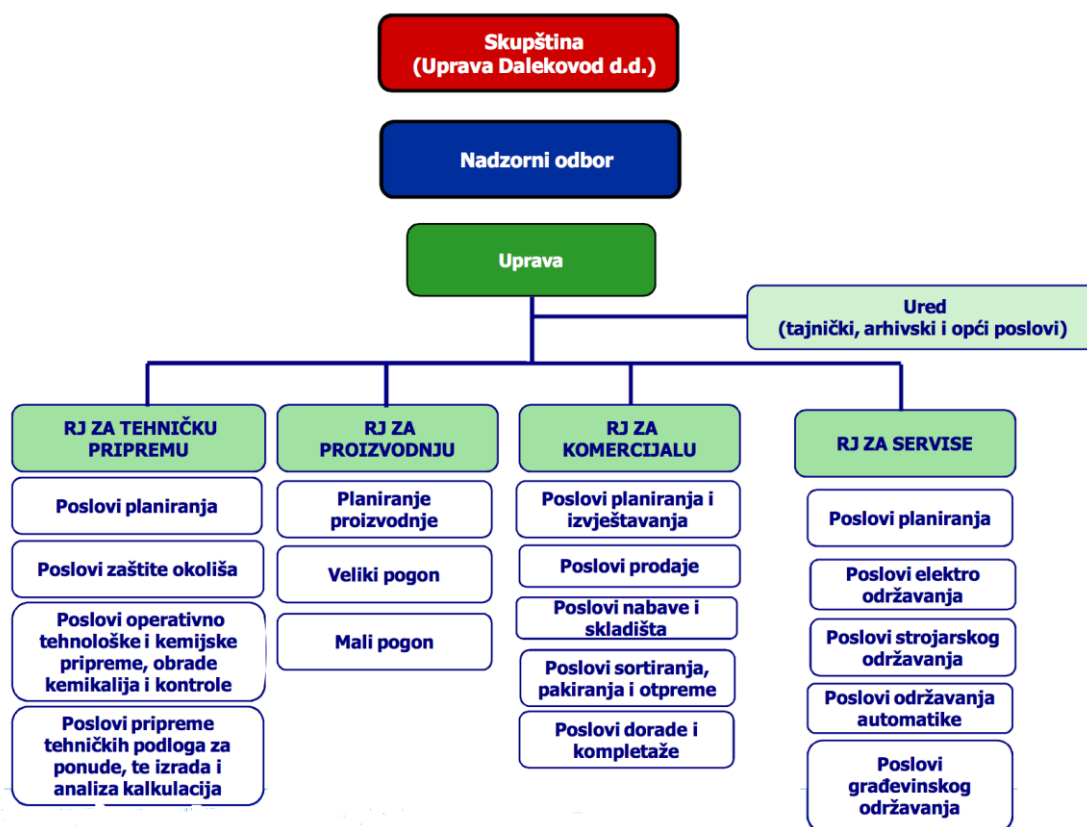 Skupština
(Uprava Dalekovod d.d.)
Nadzorni odbor
Uprava
Ured
(tajnički, arhivski i opći poslovi)
RJ ZA TEHNIČKU
PRIPREMU
Poslovi planiranja
Poslovi zaštite okoliša
Poslovi operativno
tehnološke i kemijske
pripreme, obrade
kemikalija i kontrole
Poslovi pripreme
tehničkih podloga za
ponude, te izrada i
analiza kalkulacija
RJ ZA
PROIZVODNJU
Planiranje
proizvodnje
Veliki pogon
Mali pogon
RJ ZA
KOMERCIJALU
Poslovi planiranja i
izvještavanja
Poslovi prodaje
Poslovi nabave i
skladišta
Poslovi sortiranja,
pakiranja i otpreme
Poslovi dorade i
kompletaže
RJ ZA SERVISE
Poslovi planiranja
Poslovi elektro
održavanja
Poslovi strojarskog
održavanja
Poslovi održavanja
automatike
Poslovi
građevinskog
održavanja